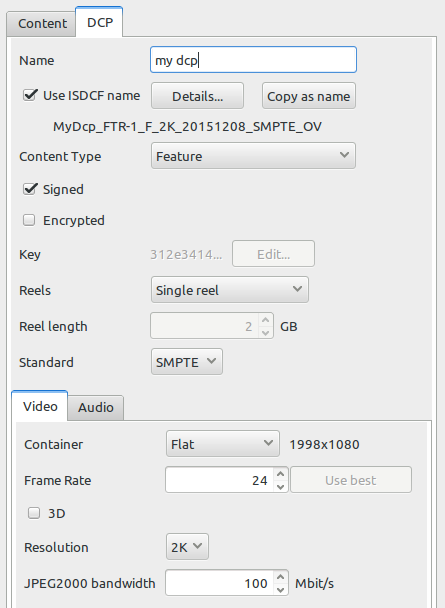 Content DCP
Name my dcp
Use ISDCF name Details... Copy as name
MyDcp_FTR-1_F_2K_20151208_SMPTE_OV
Content Type Feature
Signed
Encrypted
Key 312e3414... Edit...
Reels Single reel
Reel length 2 GB
Standard SMPTE
Video Audio
Container Flat 1998x1080
Frame Rate 24 Use best
3D
Resolution 2K
JPEG2000 bandwidth 100 Mbit/s